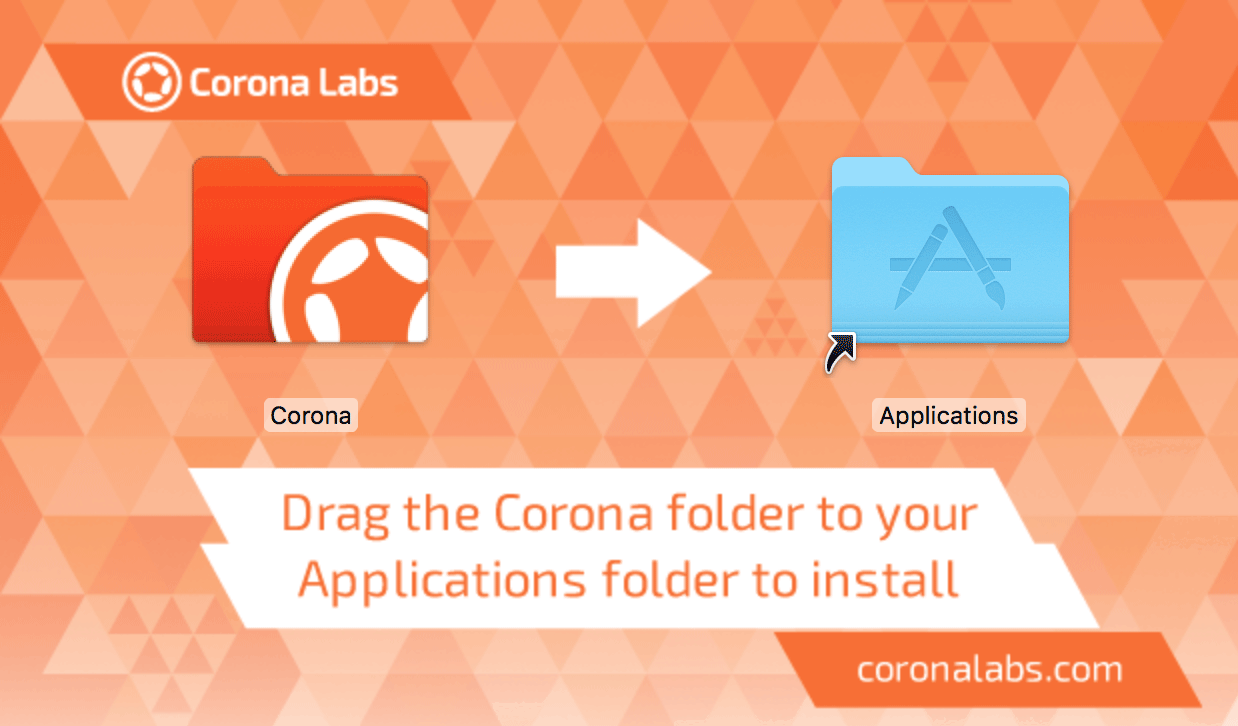 Corona Labs
Corona
Applications
Drag the Corona folder to your
Applications folder to install
coronalabs.com